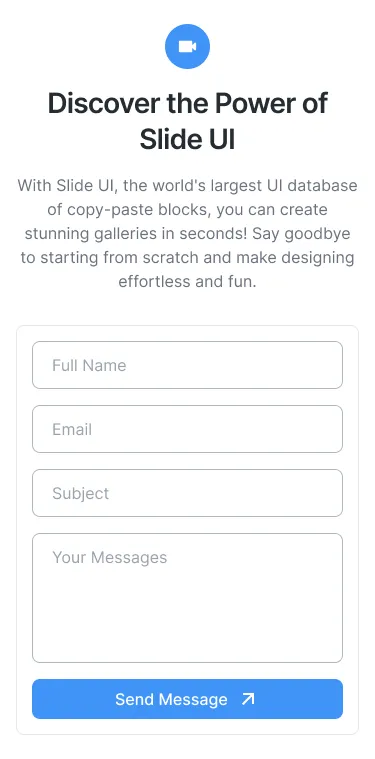 Discover the Power of
Slide UI
With Slide UI, the world's largest UI database
of copy-paste blocks, you can create
stunning galleries in seconds! Say goodbye
to starting from scratch and make designing
effortless and fun.
Full Name
Email
Subject
Your Messages
Send Message